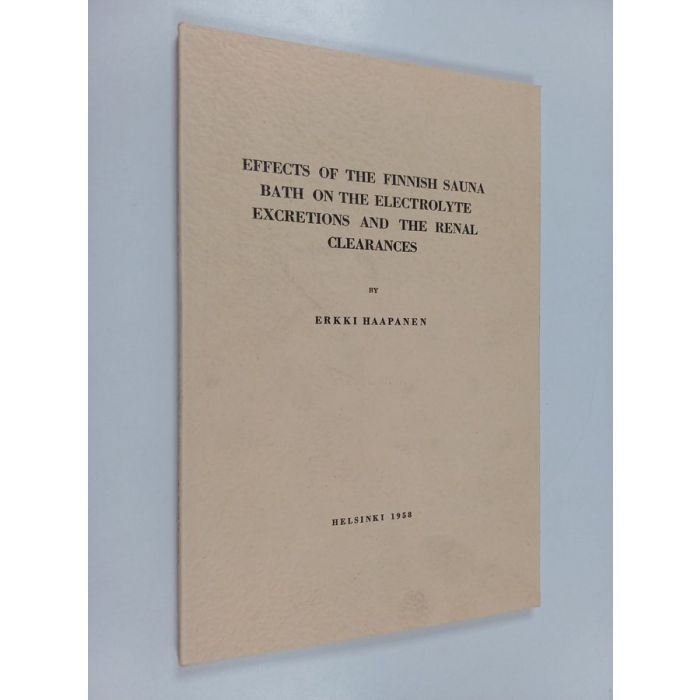 EFFECTS OF THE FINNISH SAUNA
BATH ON THE ELECTROLYTE
EXCRETIONS AND THE RENAL
CLEARANCES
BY
ERKKI HAAPANEN
HELSINKI 1958